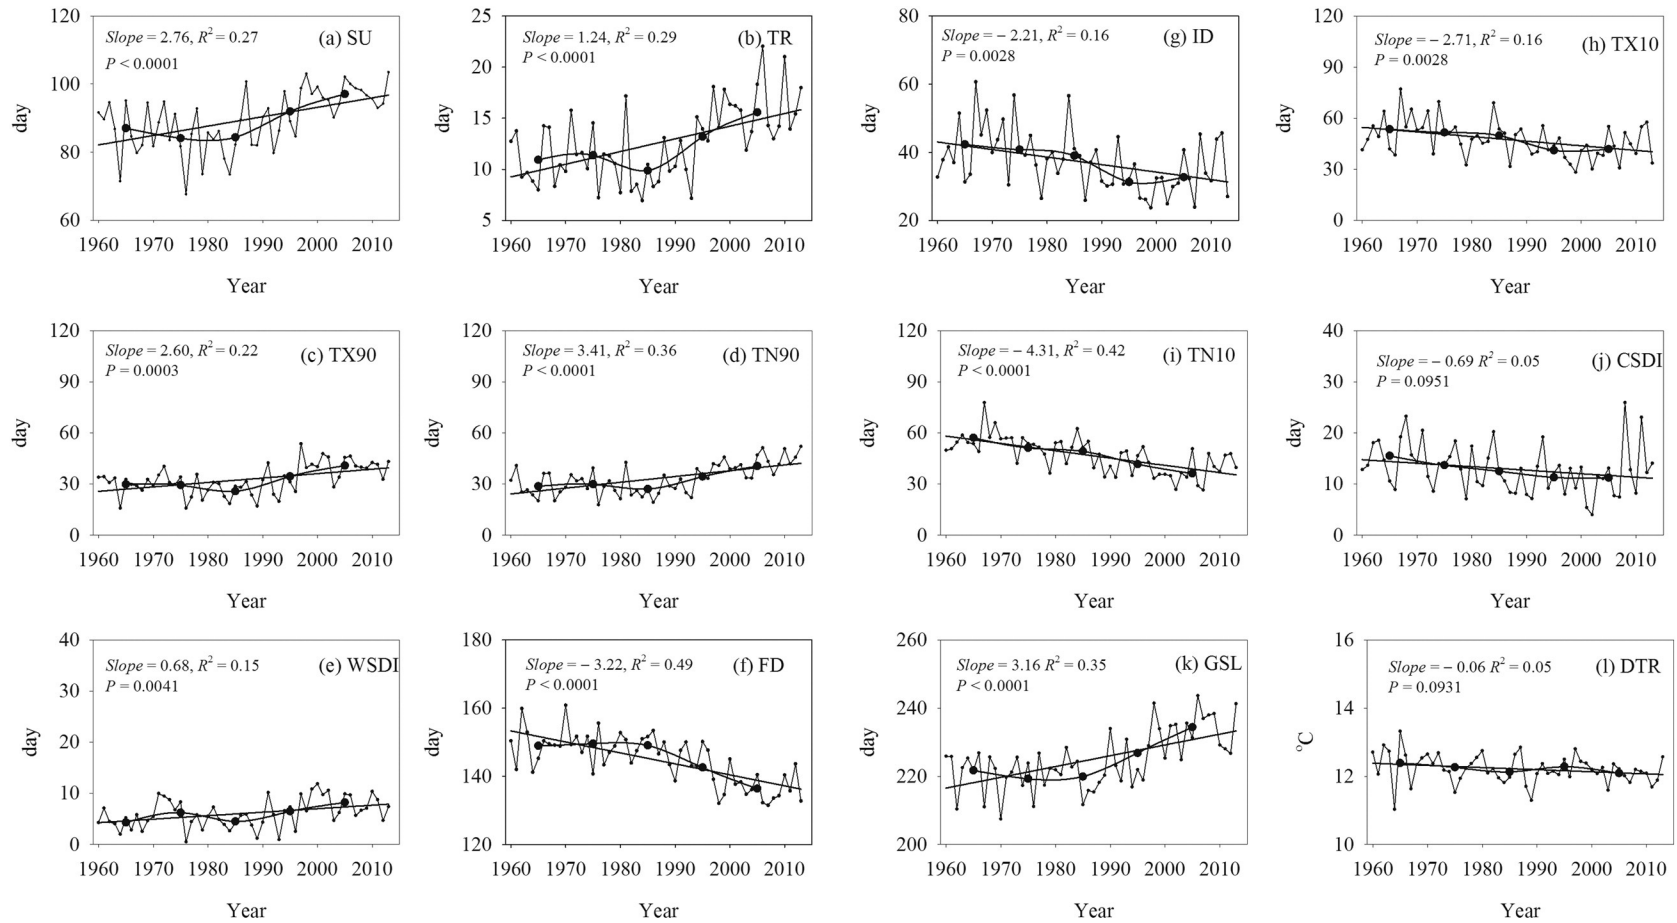 Slope = 2.76, R² = 0.27
P < 0.0001
(a) SU
120
100
80
60
day
1960 1970 1980 1990 2000 2010
Year
Slope = 1.24, R² = 0.29
P < 0.0001
(b) TR
25
20
15
10
5
day
1960 1970 1980 1990 2000 2010
Year
Slope = − 2.21, R² = 0.16
P = 0.0028
(g) ID
80
60
40
20
day
1960 1970 1980 1990 2000 2010
Year
Slope = − 2.71, R² = 0.16
P = 0.0028
(h) TX10
120
90
60
30
0
day
1960 1970 1980 1990 2000 2010
Year
Slope = 2.60, R² = 0.22
P = 0.0003
(c) TX90
120
90
60
30
0
day
1960 1970 1980 1990 2000 2010
Year
Slope = 3.41, R² = 0.36
P < 0.0001
(d) TN90
120
90
60
30
0
day
1960 1970 1980 1990 2000 2010
Year
Slope = − 4.31, R² = 0.42
P < 0.0001
(i) TN10
120
90
60
30
0
day
1960 1970 1980 1990 2000 2010
Year
Slope = − 0.69 R² = 0.05
P = 0.0951
(j) CSDI
40
30
20
10
0
day
1960 1970 1980 1990 2000 2010
Year
Slope = 0.68, R² = 0.15
P = 0.0041
(e) WSDI
40
30
20
10
0
day
1960 1970 1980 1990 2000 2010
Year
Slope = − 3.22, R² = 0.49
P < 0.0001
(f) FD
180
160
140
120
day
1960 1970 1980 1990 2000 2010
Year
Slope = 3.16 R² = 0.35
P < 0.0001
(k) GSL
260
240
220
200
day
1960 1970 1980 1990 2000 2010
Year
Slope = − 0.06 R² = 0.05
P = 0.0931
(l) DTR
16
14
12
10
°C
1960 1970 1980 1990 2000 2010
Year